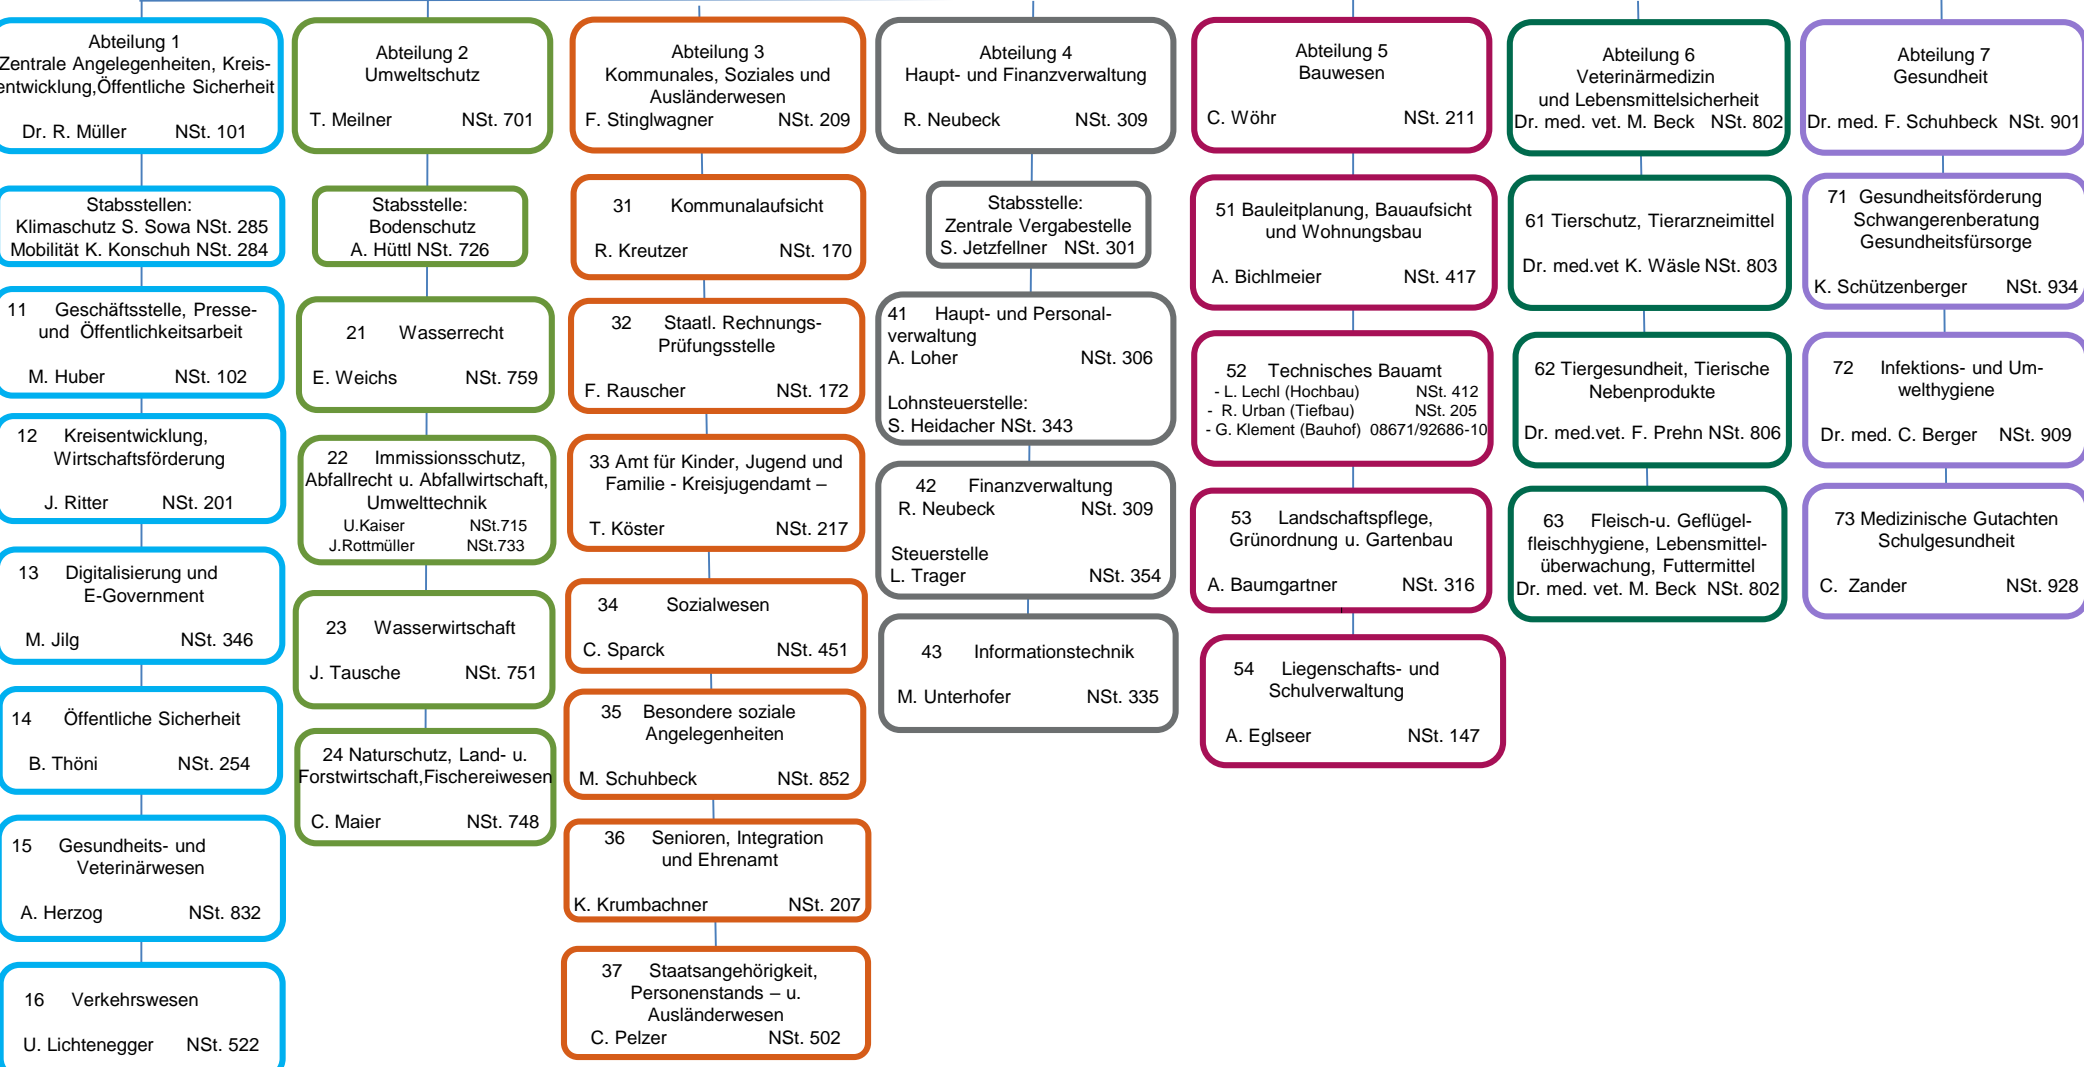 Abteilung 1
Zentrale Angelegenheiten, Kreis-
entwicklung,Öffentliche Sicherheit
Dr. R. Müller NSt. 101
Stabsstellen:
Klimaschutz S. Sowa NSt. 285
Mobilität K. Konschuh NSt. 284
11 Geschäftsstelle, Presse-
und Öffentlichkeitsarbeit
M. Huber NSt. 102
12 Kreisentwicklung,
Wirtschaftsförderung
J. Ritter NSt. 201
13 Digitalisierung und
E-Government
M. Jilg NSt. 346
14 Öffentliche Sicherheit
B. Thöni NSt. 254
15 Gesundheits- und
Veterinärwesen
A. Herzog NSt. 832
16 Verkehrswesen
U. Lichtenegger NSt. 522
Abteilung 2
Umweltschutz
T. Meilner NSt. 701
Stabsstelle:
Bodenschutz
A. Hüttl NSt. 726
21 Wasserrecht
E. Weichs NSt. 759
22 Immissionsschutz,
Abfallrecht u. Abfallwirtschaft,
Umwelttechnik
U.Kaiser NSt.715
J.Rottmüller NSt.733
23 Wasserwirtschaft
J. Tausche NSt. 751
24 Naturschutz, Land- u.
Forstwirtschaft,Fischereiwesen
C. Maier NSt. 748
Abteilung 3
Kommunales, Soziales und
Ausländerwesen
F. Stinglwagner NSt. 209
31 Kommunalaufsicht
R. Kreutzer NSt. 170
32 Staatl. Rechnungs-
Prüfungsstelle
F. Rauscher NSt. 172
33 Amt für Kinder, Jugend und
Familie - Kreisjugendamt –
T. Köster NSt. 217
34 Sozialwesen
C. Sparck NSt. 451
35 Besondere soziale
Angelegenheiten
M. Schuhbeck NSt. 852
36 Senioren, Integration
und Ehrenamt
K. Krumbachner NSt. 207
37 Staatsangehörigkeit,
Personenstands – u.
Ausländerwesen
C. Pelzer NSt. 502
Abteilung 4
Haupt- und Finanzverwaltung
R. Neubeck NSt. 309
Stabsstelle:
Zentrale Vergabestelle
S. Jetzfellner NSt. 301
41 Haupt- und Personal-
verwaltung
A. Loher NSt. 306
Lohnsteuerstelle:
S. Heidacher NSt. 343
42 Finanzverwaltung
R. Neubeck NSt. 309
Steuerstelle
L. Trager NSt. 354
43 Informationstechnik
M. Unterhofer NSt. 335
Abteilung 5
Bauwesen
C. Wöhr NSt. 211
51 Bauleitplanung, Bauaufsicht
und Wohnungsbau
A. Bichlmeier NSt. 417
52 Technisches Bauamt
- L. Lechl (Hochbau) NSt. 412
- R. Urban (Tiefbau) NSt. 205
- G. Klement (Bauhof) 08671/92686-10
53 Landschaftspflege,
Grünordnung u. Gartenbau
A. Baumgartner NSt. 316
54 Liegenschafts- und
Schulverwaltung
A. Eglseer NSt. 147
Abteilung 6
Veterinärmedizin
und Lebensmittelsicherheit
Dr. med. vet. M. Beck NSt. 802
61 Tierschutz, Tierarzneimittel
Dr. med.vet K. Wäsle NSt. 803
62 Tiergesundheit, Tierische
Nebenprodukte
Dr. med.vet. F. Prehn NSt. 806
63 Fleisch-u. Geflügel-
fleischhygiene, Lebensmittel-
überwachung, Futtermittel
Dr. med. vet. M. Beck NSt. 802
Abteilung 7
Gesundheit
Dr. med. F. Schuhbeck NSt. 901
71 Gesundheitsförderung
Schwangerenberatung
Gesundheitsfürsorge
K. Schützenberger NSt. 934
72 Infektions- und Um-
welthygiene
Dr. med. C. Berger NSt. 909
73 Medizinische Gutachten
Schulgesundheit
C. Zander NSt. 928